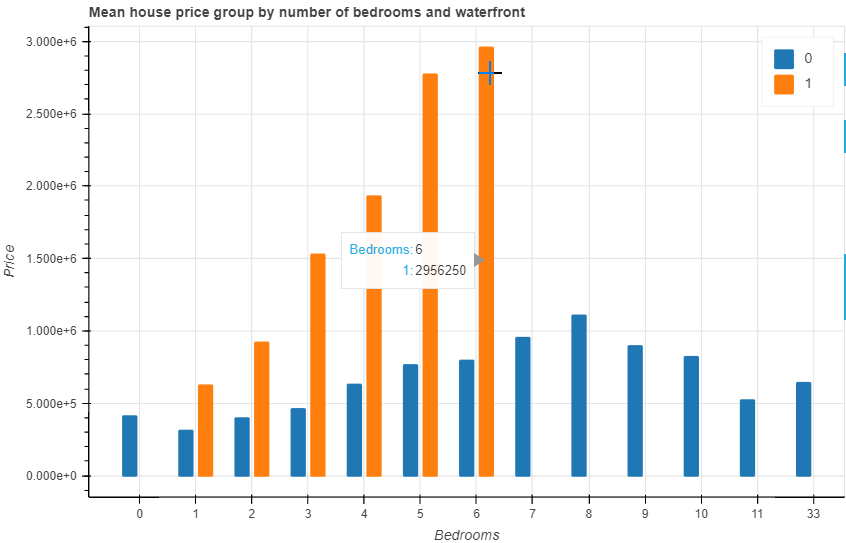 Mean house price group by number of bedrooms and waterfront
3.000e+6
2.500e+6
2.000e+6
1.500e+6
1.000e+6
5.000e+5
0.000e+0
Price
0
1
Bedrooms: 6
1: 2956250
0 1 2 3 4 5 6 7 8 9 10 11 33
Bedrooms